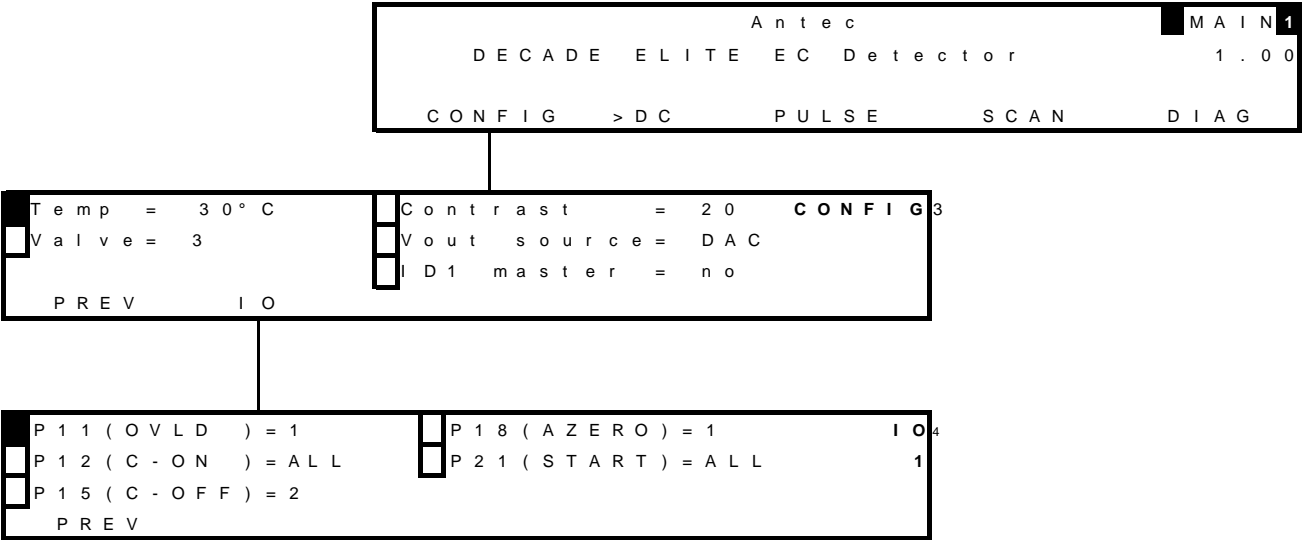 Antec MAIN1
DECADE ELITE EC Detector 1.00
CONFIG >DC PULSE SCAN DIAG
Temp = 30°C Contrast = 20 CONFIG3
Valve= 3 Vout source= DAC
ID1 master = no
PREV IO
P11(OVLD )=1 P18(AZERO)=1 IO4
P12(C-ON )=ALL P21(START)=ALL 1
P15(C-OFF)=2
PREV